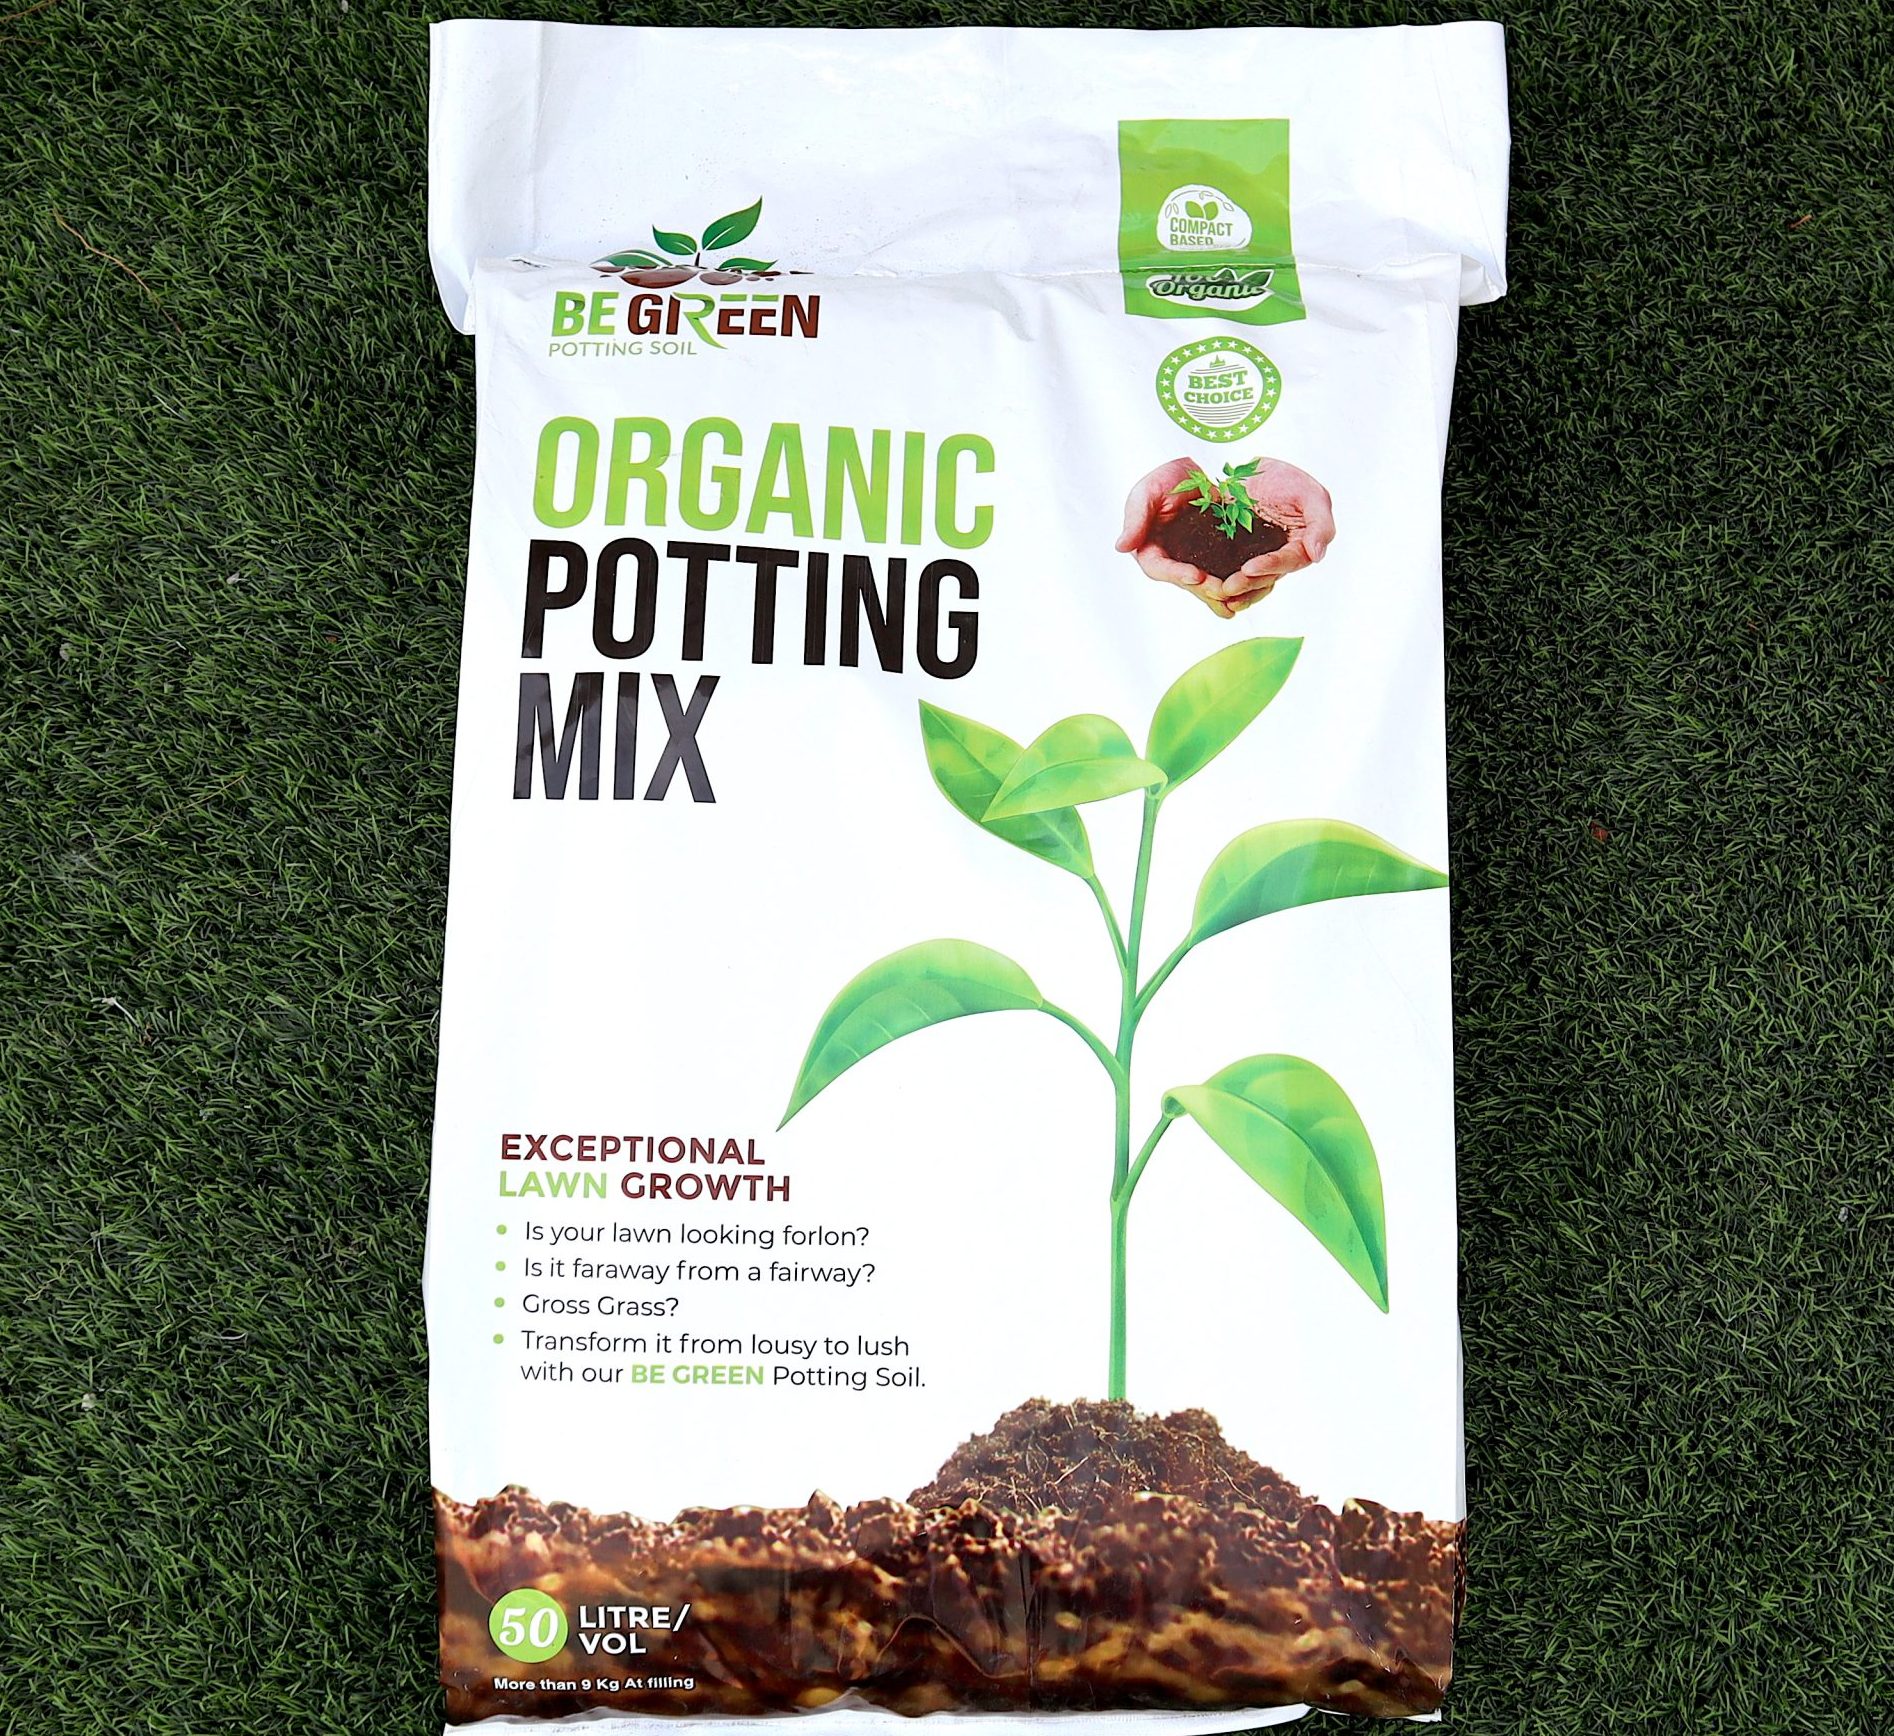 COMPACT
BASED
Organic
BE GREEN
POTTING SOIL
BEST
CHOICE
ORGANIC
POTTING
MIX
EXCEPTIONAL
LAWN GROWTH
Is your lawn looking forlon?
Is it faraway from a fairway?
Gross Grass?
Transform it from lousy to lush
with our BE GREEN Potting Soil.
50 LITRE/
VOL
More than 9 Kg At filling